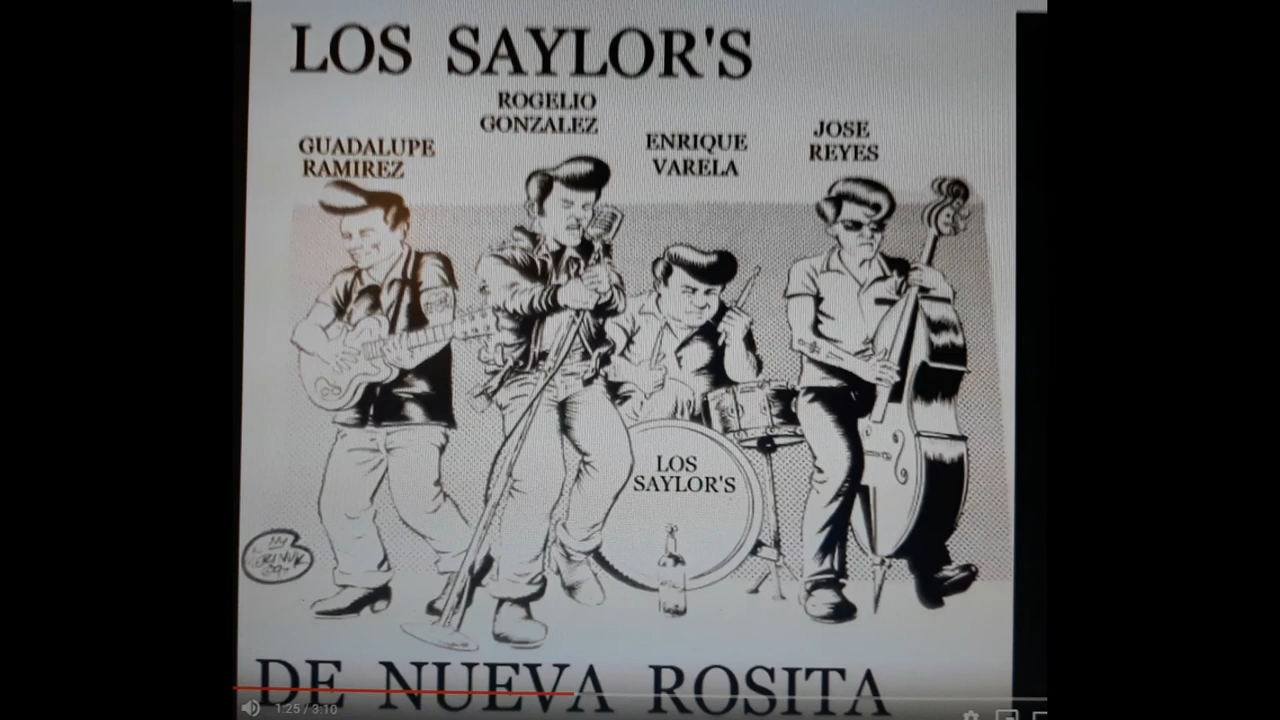 LOS SAYLOR'S
ROGELIO
GONZALEZ
GUADALUPE
RAMIREZ
ENRIQUE
VARELA
JOSE
REYES
LOS
SAYLOR'S
DE NUEVA ROSITA
1:25 / 3:10